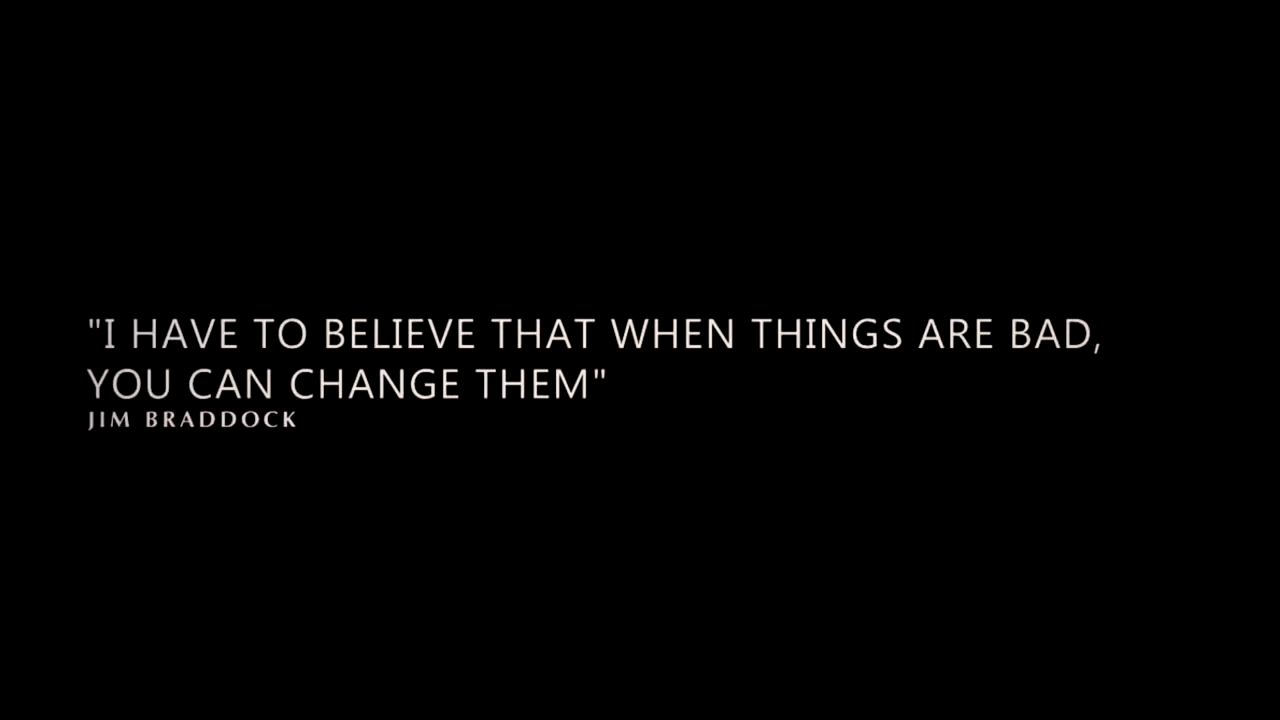 "I HAVE TO BELIEVE THAT WHEN THINGS ARE BAD,
YOU CAN CHANGE THEM"
JIM BRADDOCK